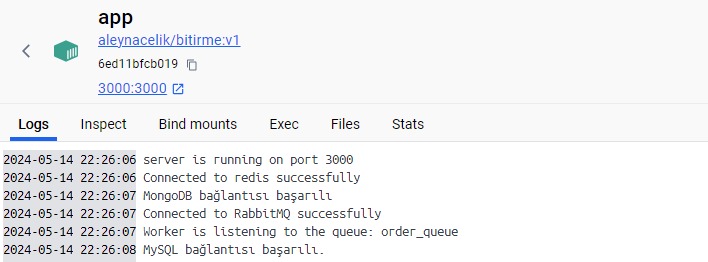 app
aleynacelik/bitirme:v1
6ed11bfcb019
3000:3000
Logs Inspect Bind mounts Exec Files Stats
2024-05-14 22:26:06 server is running on port 3000
2024-05-14 22:26:06 Connected to redis successfully
2024-05-14 22:26:07 MongoDB bağlantısı başarılı
2024-05-14 22:26:07 Connected to RabbitMQ successfully
2024-05-14 22:26:07 Worker is listening to the queue: order_queue
2024-05-14 22:26:08 MySQL bağlantısı başarılı.